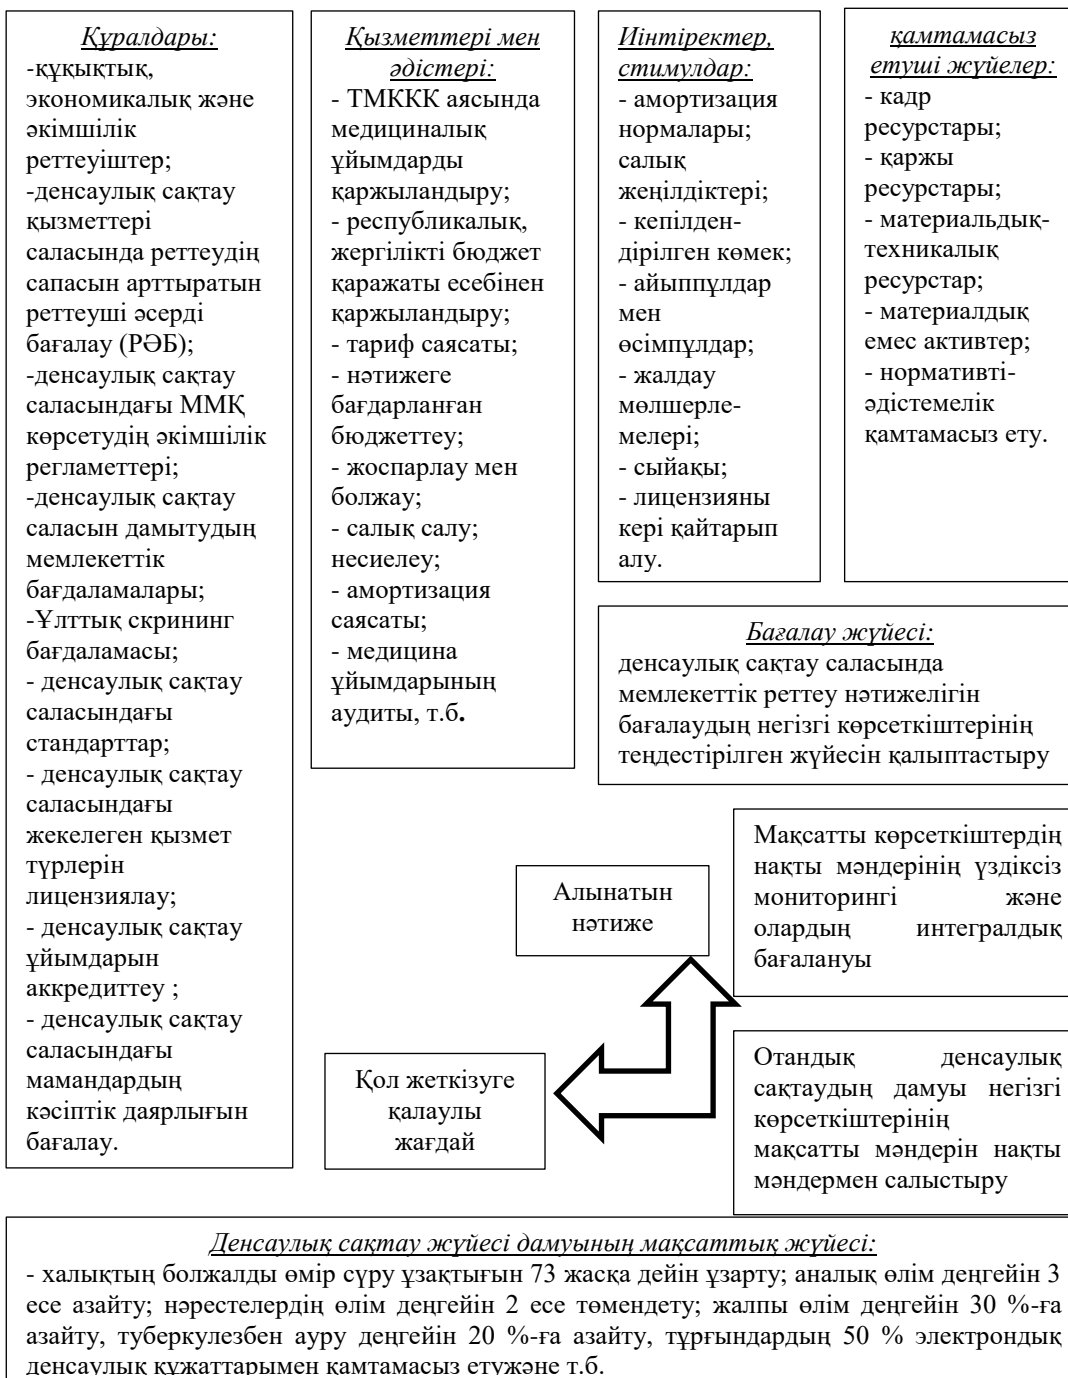 Құралдары:
-құқықтық,
экономикалық және
әкімшілік
реттеуіштер;
-денсаулық сақтау
қызметтері
саласында реттеудің
сапасын арттыратын
реттеуші әсерді
бағалау (РӘБ);
-денсаулық сақтау
саласындағы ММҚ
көрсетудің әкімшілік
регламеттері;
-денсаулық сақтау
саласын дамытудың
мемлекеттік
бағдаламалары;
-Ұлттық скрининг
бағдамасы;
- денсаулық сақтау
саласындағы
стандарттар;
- денсаулық сақтау
саласындағы
жекелеген қызмет
түрлерін
лицензиялау;
- денсаулық сақтау
ұйымдарын
аккредиттеу ;
- денсаулық сақтау
саласындағы
мамандардың
кәсіптік даярлығын
бағалау.
Қызметтері мен
әдістері:
- ТМККК аясында
медициналық
ұйымдарды
қаржыландыру;
- республикалық,
жергілікті бюджет
қаражаты есебінен
қаржыландыру;
- тариф саясаты;
- нәтижеге
бағдарланған
бюджеттеу;
- жоспарлау мен
болжау;
- салық салу;
несиелеу;
- амортизация
саясаты;
- медицина
ұйымдарының
аудиты, т.б.
Иінтіректер,
стимулдар:
- амортизация
нормалары;
салық
жеңілдіктері;
- кепілден-
дірілген көмек;
- айыппұлдар
мен
өсімпұлдар;
- жалдау
мөлшерле-
мелері;
- сыйақы;
- лицензияны
кері қайтарып
алу.
қамтамасыз
етуші жүйелер:
- кадр
ресурстары;
- қаржы
ресурстары;
- материальдық-
техникалық
ресурстар;
- материалдық
емес активтер;
- нормативті-
әдістемелік
қамтамасыз ету.
Бағалау жүйесі:
денсаулық сақтау саласында
мемлекеттік реттеу нәтижелігін
бағалаудың негізгі көрсеткіштерінің
теңдестірілген жүйесін қалыптастыру
Мақсатты көрсеткіштердің
нақты мәндерінің үздіксіз
мониторингі және
олардың интегралдық
бағалануы
Алынатын
нәтиже
Қол жеткізуге
қалаулы
жағдай
Отандық денсаулық
сақтаудың дамуы негізгі
көрсеткіштерінің
мақсатты мәндерін нақты
мәндермен салыстыру
Денсаулық сақтау жүйесі дамуының мақсаттық жүйесі:
- халықтың болжалды өмір сүру ұзақтығын 73 жасқа дейін ұзарту; аналық өлім деңгейін 3
есе азайту; нәрестелердің өлім деңгейін 2 есе төмендету; жалпы өлім деңгейін 30 %-ға
азайту, туберкулезбен ауру деңгейін 20 %-ға азайту, тұрғындардың 50 % электрондық
денсаулық құжаттарымен қамтамасыз етужәне т.б.